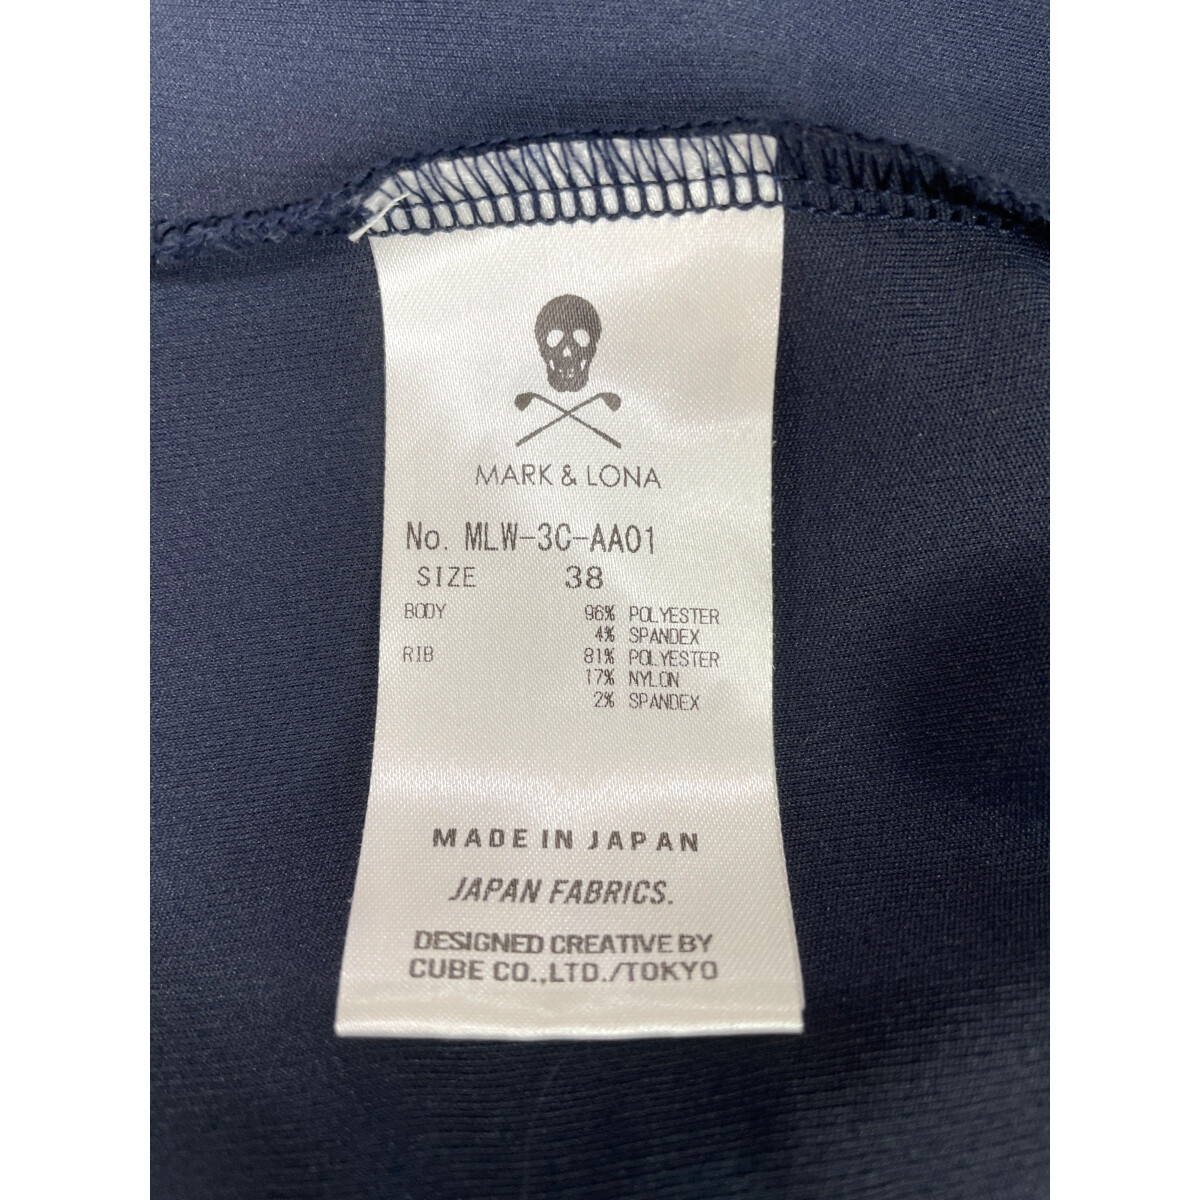 MARK & LONA
No. MLW-3C-AA01
SIZE 38
BODY 96% POLYESTER
4% SPANDEX
RIB 81% POLYESTER
17% NYLON
2% SPANDEX
MADE IN JAPAN
JAPAN FABRICS.
DESIGNED CREATIVE BY
CUBE CO.,LTD./TOKYO